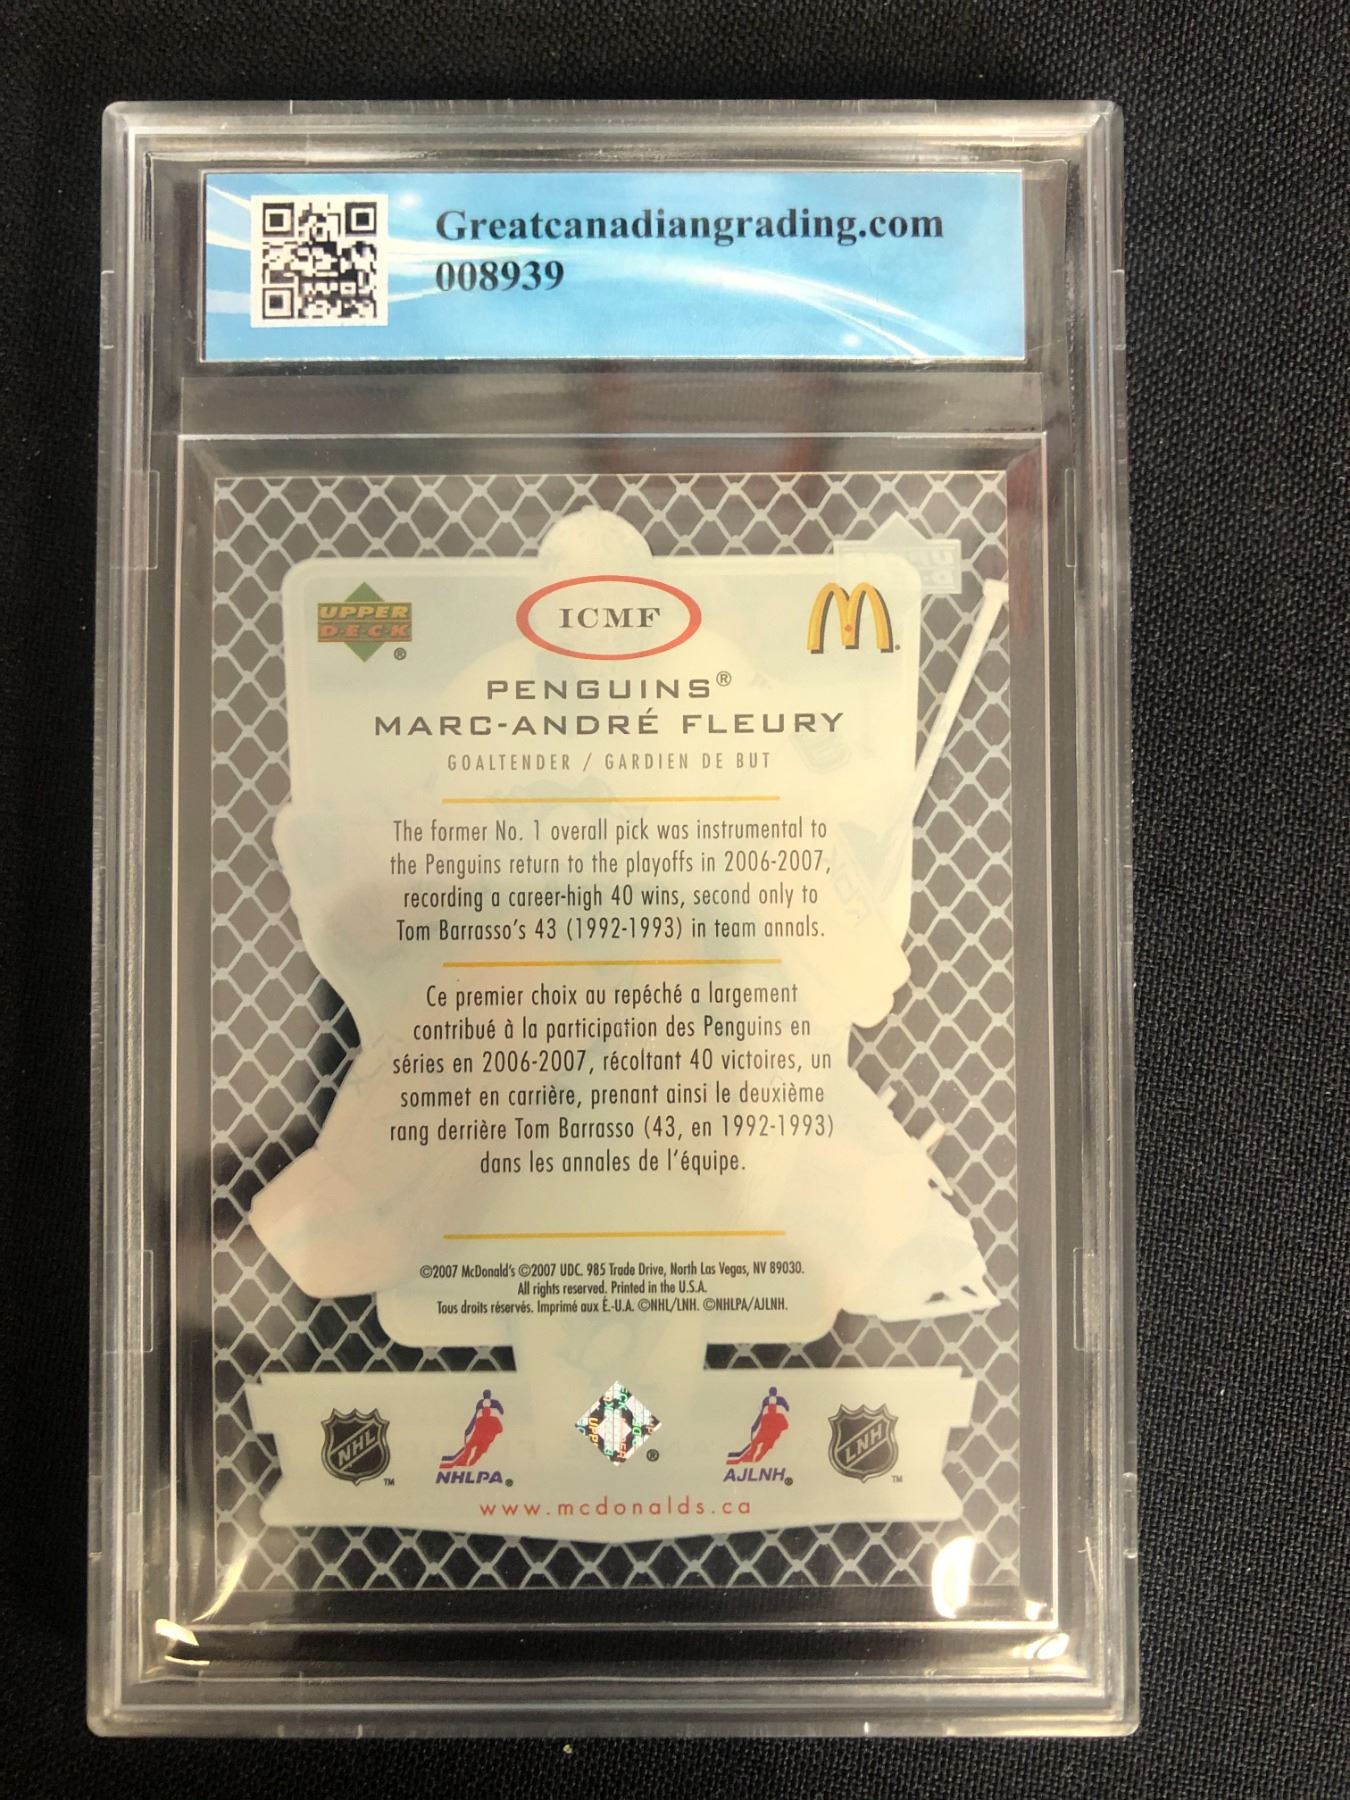 Greatcanadiangrading.com
008939
UPPER
DECK
®
ICMF
M.
PENGUINS®
MARC-ANDRÉ FLEURY
GOALTENDER / GARDIEN DE BUT
The former No. 1 overall pick was instrumental to
the Penguins return to the playoffs in 2006-2007,
recording a career-high 40 wins, second only to
Tom Barrasso's 43 (1992-1993) in team annals.
Ce premier choix au repéché a largement
contribué à la participation des Penguins en
séries en 2006-2007, récoltant 40 victoires, un
sommet en carrière, prenant ainsi le deuxième
rang derrière Tom Barrasso (43, en 1992-1993)
dans les annales de l'équipe.
©2007 McDonald's ©2007 UDC. 985 Trade Drive, North Las Vegas, NV 89030.
All rights reserved. Printed in the U.S.A.
Tous droits réservés. Imprimé aux É.-U.A. ©NHL/LNH. ©NHLPA/AJLNH.
NHL TM
NHLPA®
®
AJLNH®
LNH TM
www.mcdonalds.ca